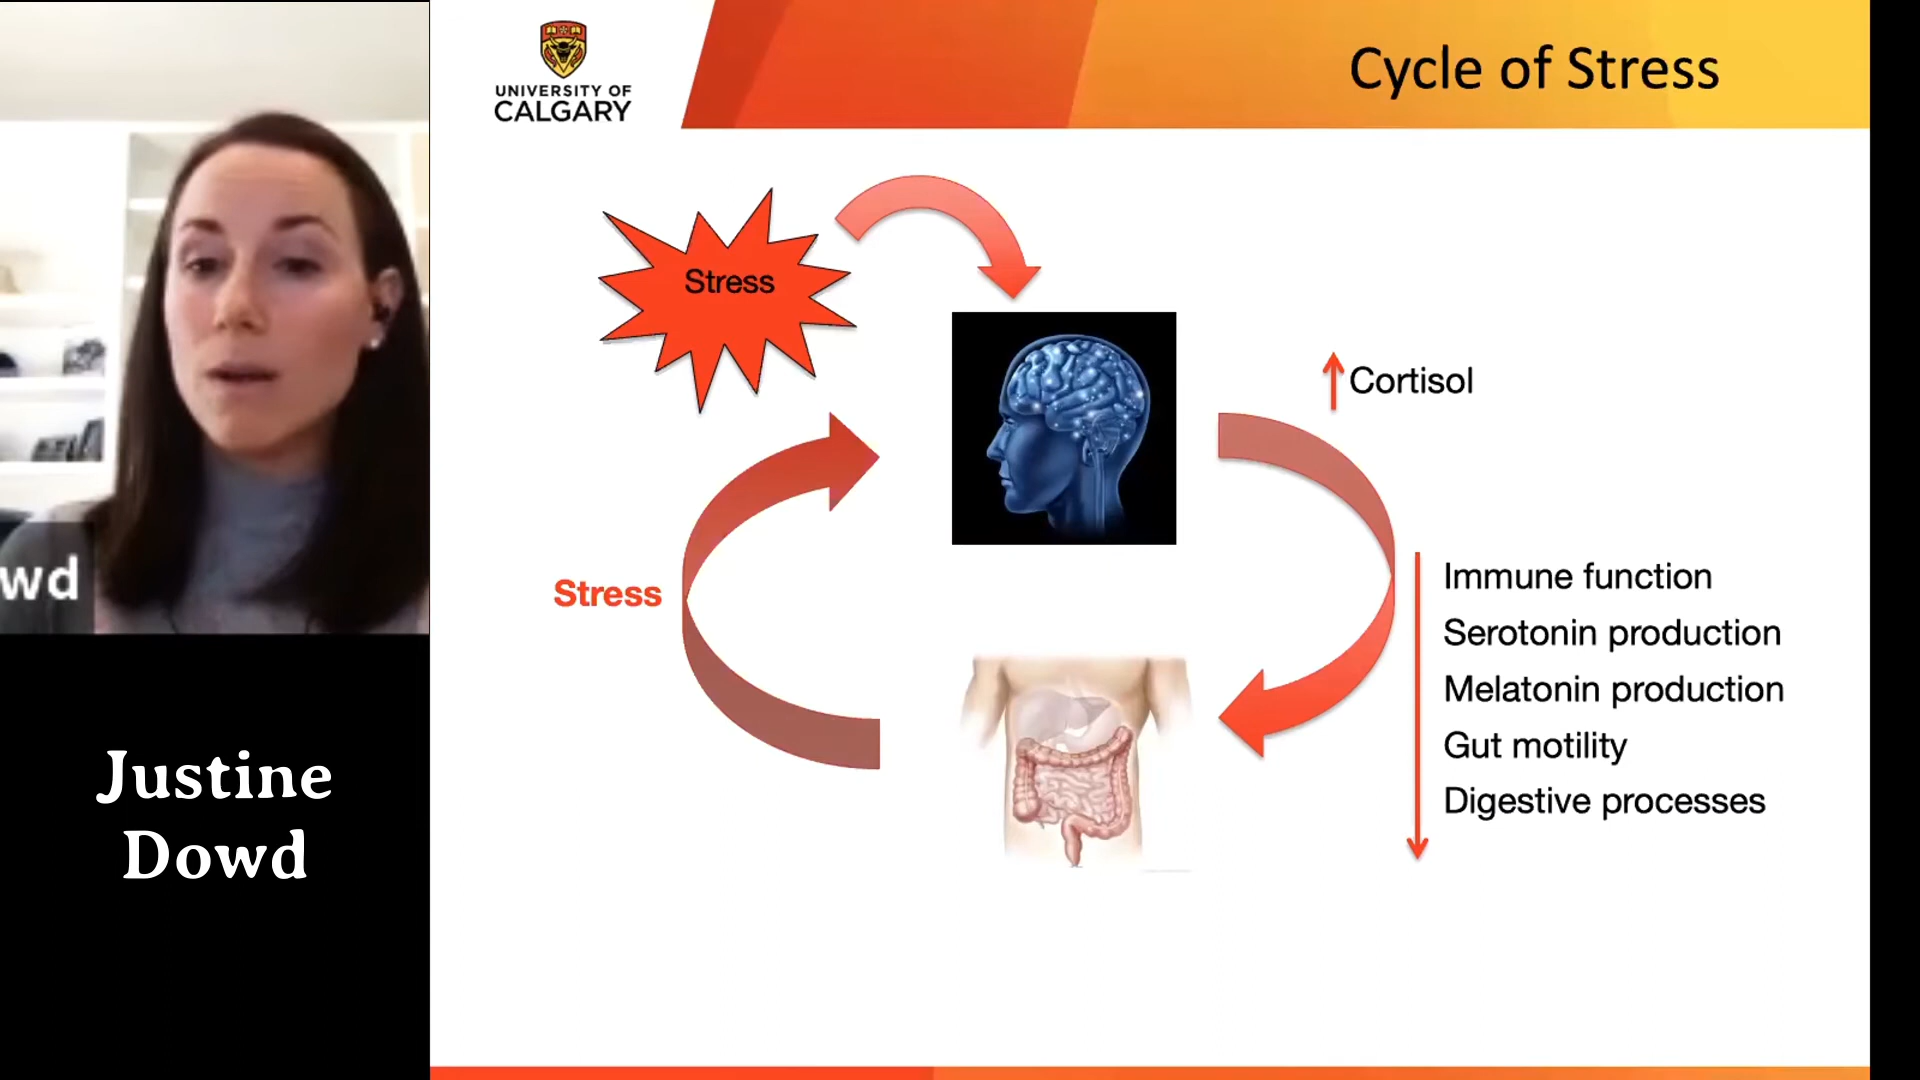 wd
Justine
Dowd
UNIVERSITY OF
CALGARY
Cycle of Stress
Stress
Cortisol
Stress
Immune function
Serotonin production
Melatonin production
Gut motility
Digestive processes